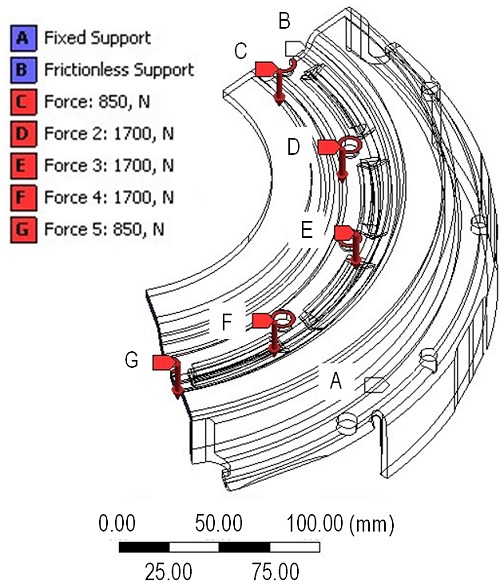 A Fixed Support
B Frictionless Support
C Force: 850, N
D Force 2: 1700, N
E Force 3: 1700, N
F Force 4: 1700, N
G Force 5: 850, N
B
C
D
E
F
G
A
0.00 50.00 100.00 (mm)
25.00 75.00